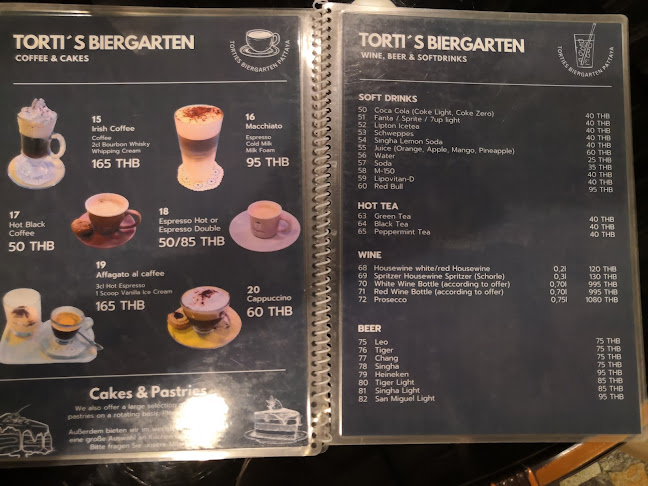 TORTI´S BIERGARTEN
COFFEE & CAKES
TORTIES BIERGARTEN PATTAYA
15
Irish Coffee
Coffee
2cl Bourbon Whisky
Whipping Cream
165 THB
16
Macchiato
Espresso
Cold Milk
Milk Foam
95 THB
17
Hot Black
Coffee
50 THB
18
Espresso Hot or
Espresso Double
50/85 THB
19
Affagato al caffee
3cl Hot Espresso
1 Scoop Vanilla Ice Cream
165 THB
20
Cappuccino
60 THB
Cakes & Pastries
We also offer a large selection
pastries on a rotating basis.
Außerdem bieten wir im
eine große Auswahl an
Bitte fragen Sie
TORTI´S BIERGARTEN
WINE, BEER & SOFTDRINKS
TORTIES BIERGARTEN PATTAYA
SOFT DRINKS
50 Coca Cola (Coke Light, Coke Zero) 40 THB
51 Fanta / Sprite / 7up light 40 THB
52 Lipton Icetea 40 THB
53 Schweppes 40 THB
54 Singha Lemon Soda 40 THB
55 Juice (Orange, Apple, Mango, Pineapple) 60 THB
56 Water 25 THB
57 Soda 35 THB
58 M-150 40 THB
59 Lipovitan-D 40 THB
60 Red Bull 95 THB
HOT TEA
63 Green Tea 40 THB
64 Black Tea 40 THB
65 Peppermint Tea 40 THB
WINE
68 Housewine white/red Housewine 0,2l 120 THB
69 Spritzer Housewine Spritzer (Schorle) 0,3l 130 THB
70 White Wine Bottle (according to offer) 0,70l 995 THB
71 Red Wine Bottle (according to offer) 0,70l 995 THB
72 Prosecco 0,75l 1080 THB
BEER
75 Leo 75 THB
76 Tiger 75 THB
77 Chang 75 THB
78 Singha 75 THB
79 Heineken 95 THB
80 Tiger Light 85 THB
81 Singha Light 85 THB
82 San Miguel Light 95 THB